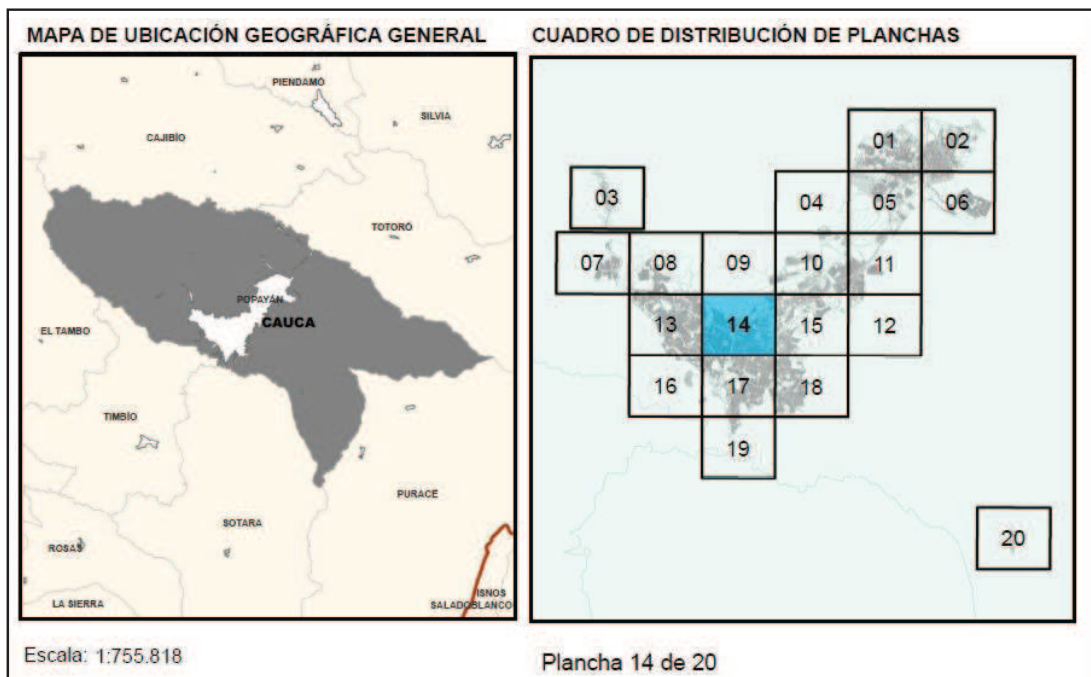 MAPA DE UBICACIÓN GEOGRÁFICA GENERAL
PIENDAMÓ
SILVIA
CAJIBÍO
TOTORÓ
POPAYÁN
CAUCA
EL TAMBO
TIMBÍO
PURACE
SOTARA
ROSAS
ISNOS
LA SIERRA
SALADOBLANCO
Escala: 1:755.818
CUADRO DE DISTRIBUCIÓN DE PLANCHAS
01 02
03 04 05 06
07 08 09 10 11
13 14 15 12
16 17 18
19
20
Plancha 14 de 20